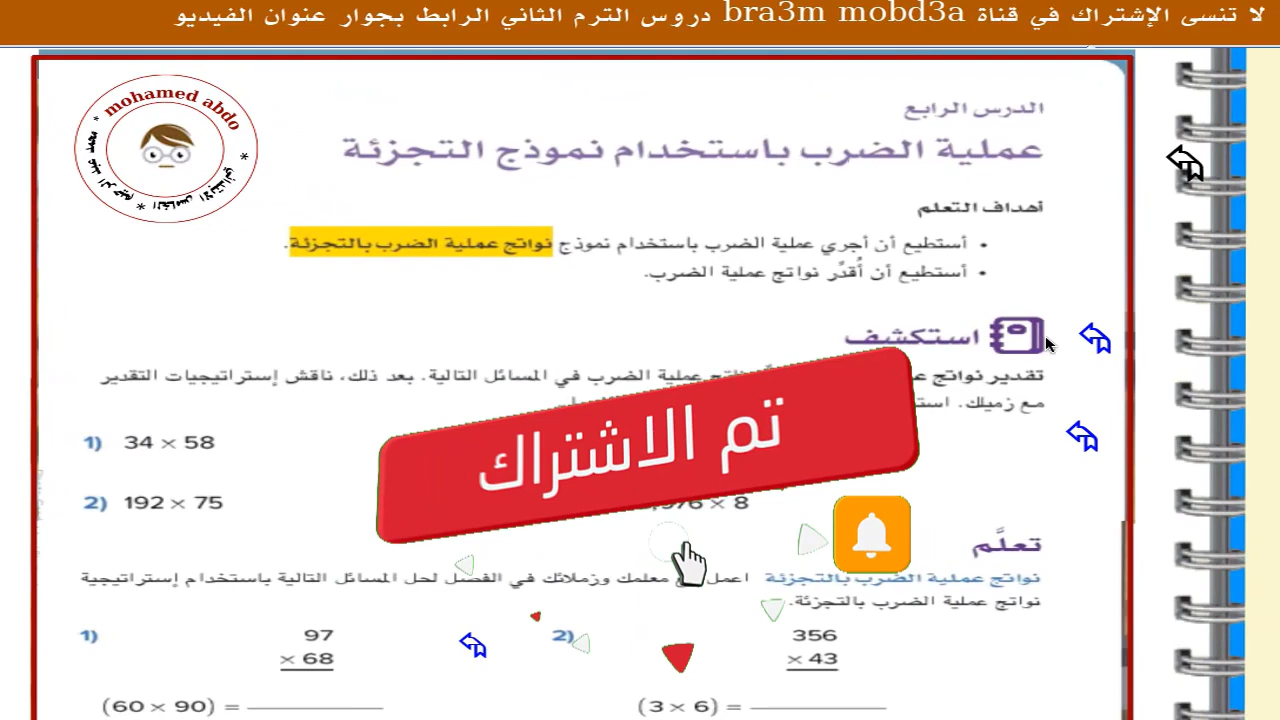 لا تنسى الإشتراك في قناة bra3m mobd3a دروس الترم الثاني الرابط بجوار عنوان الفيديو
mohamed abdo
الدرس الرابع
عملية الضرب باستخدام نموذج التجزئة
أهداف التعلم
• أستطيع أن أجري عملية الضرب باستخدام نموذج نواتج عملية الضرب بالتجزئة.
• أستطيع أن أُقدِّر نواتج عملية الضرب.
استكشف
تقدير نواتج عملية الضرب في المسائل التالية. بعد ذلك، ناقش إستراتيجيات التقدير
مع زميلك.
تم الاشتراك
1) 34 × 58
2) 192 × 75
× 8
تعلَّم
نواتج عملية الضرب بالتجزئة اعمل معلمك وزملائك في الفصل لحل المسائل التالية باستخدام إستراتيجية
نواتج عملية الضرب بالتجزئة.
1) 97
× 68
(60 × 90) =
2) 356
× 43
(3 × 6) =